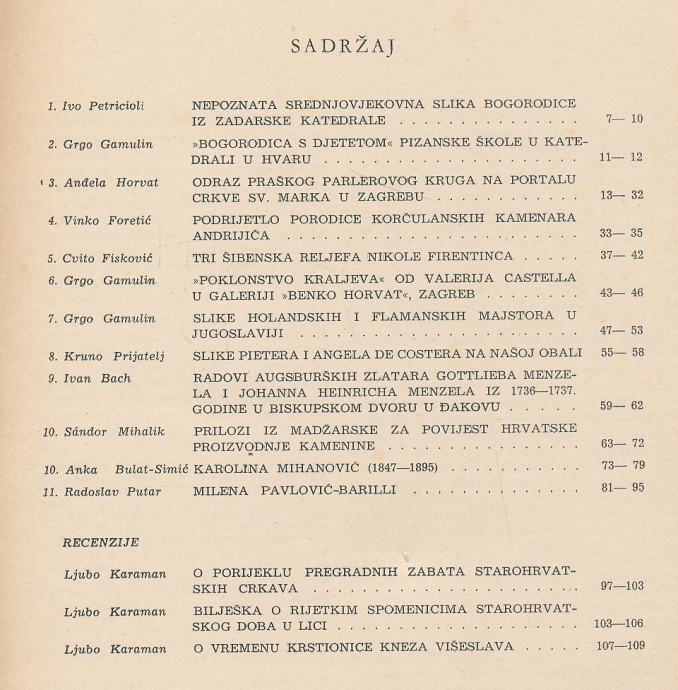 SADRŽAJ
1. Ivo Petricioli NEPOZNATA SREDNJOVJEKOVNA SLIKA BOGORODICE
IZ ZADARSKE KATEDRALE . . . . . . . . . . . . 7— 10
2. Grgo Gamulin »BOGORODICA S DJETETOM« PIZANSKE ŠKOLE U KATE-
DRALI U HVARU . . . . . . . . . . . . . . . . . 11— 12
3. Anđela Horvat ODRAZ PRAŠKOG PARLEROVOG KRUGA NA PORTALU
CRKVE SV. MARKA U ZAGREBU . . . . . . . . . . 13— 32
4. Vinko Foretić PODRIJETLO PORODICE KORČULANSKIH KAMENARA
ANDRIJIĆA . . . . . . . . . . . . . . . . . . . 33— 35
5. Cvito Fisković TRI ŠIBENSKA RELJEFA NIKOLE FIRENTINCA . . . . 37— 42
6. Grgo Gamulin »POKLONSTVO KRALJEVA« OD VALERIJA CASTELLA
U GALERIJI »BENKO HORVAT«, ZAGREB . . . . . . 43— 46
7. Grgo Gamulin SLIKE HOLANDSKIH I FLAMANSKIH MAJSTORA U
JUGOSLAVIJI . . . . . . . . . . . . . . . . . . . 47— 53
8. Kruno Prijatelj SLIKE PIETERA I ANGELA DE COSTERA NA NAŠOJ OBALI 55— 58
9. Ivan Bach RADOVI AUGSBURŠKIH ZLATARA GOTTLIEBA MENZE-
LA I JOHANNA HEINRICHA MENZELA IZ 1736—1737.
GODINE U BISKUPSKOM DVORU U ĐAKOVU . . . . . 59— 62
10. Sándor Mihalik PRILOZI IZ MADŽARSKE ZA POVIJEST HRVATSKE
PROIZVODNJE KAMENINE . . . . . . . . . . . . . 63— 72
10. Anka Bulat-Simić KAROLINA MIHANOVIĆ (1847—1895) . . . . . . . . . 73— 79
11. Radoslav Putar MILENA PAVLOVIĆ-BARILLI . . . . . . . . . . . . 81— 95
RECENZIJE
Ljubo Karaman O PORIJEKLU PREGRADNIH ZABATA STAROHRVAT-
SKIH CRKAVA . . . . . . . . . . . . . . . . . . 97—103
Ljubo Karaman BILJEŠKA O RIJETKIM SPOMENICIMA STAROHRVAT-
SKOG DOBA U LICI . . . . . . . . . . . . . . . . 103—106
Ljubo Karaman O VREMENU KRSTIONICE KNEZA VIŠESLAVA . . . . . 107—109